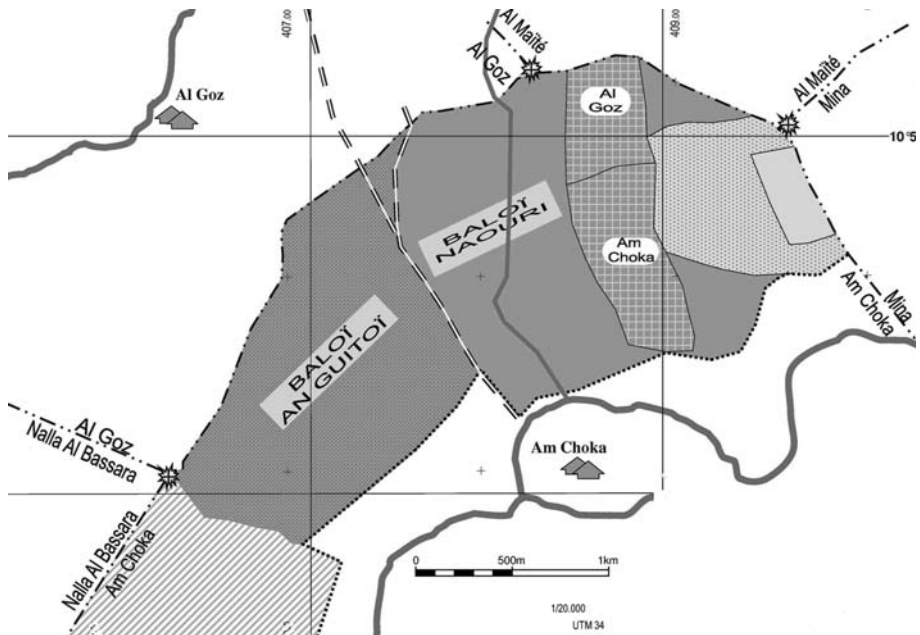 407.00
409.00
Al Maïté
Al Goz
Al Maïté
Mina
Al Goz
Al
Goz
10°5
BALOÏ
NAOURI
Am
Choka
Mina
Am Choka
BALOÏ
AN GUITOÏ
Al Goz
Nalla Al Bassara
Am Choka
Nalla Al Bassara
Am Choka
0
500m
1km
1/20.000
UTM 34